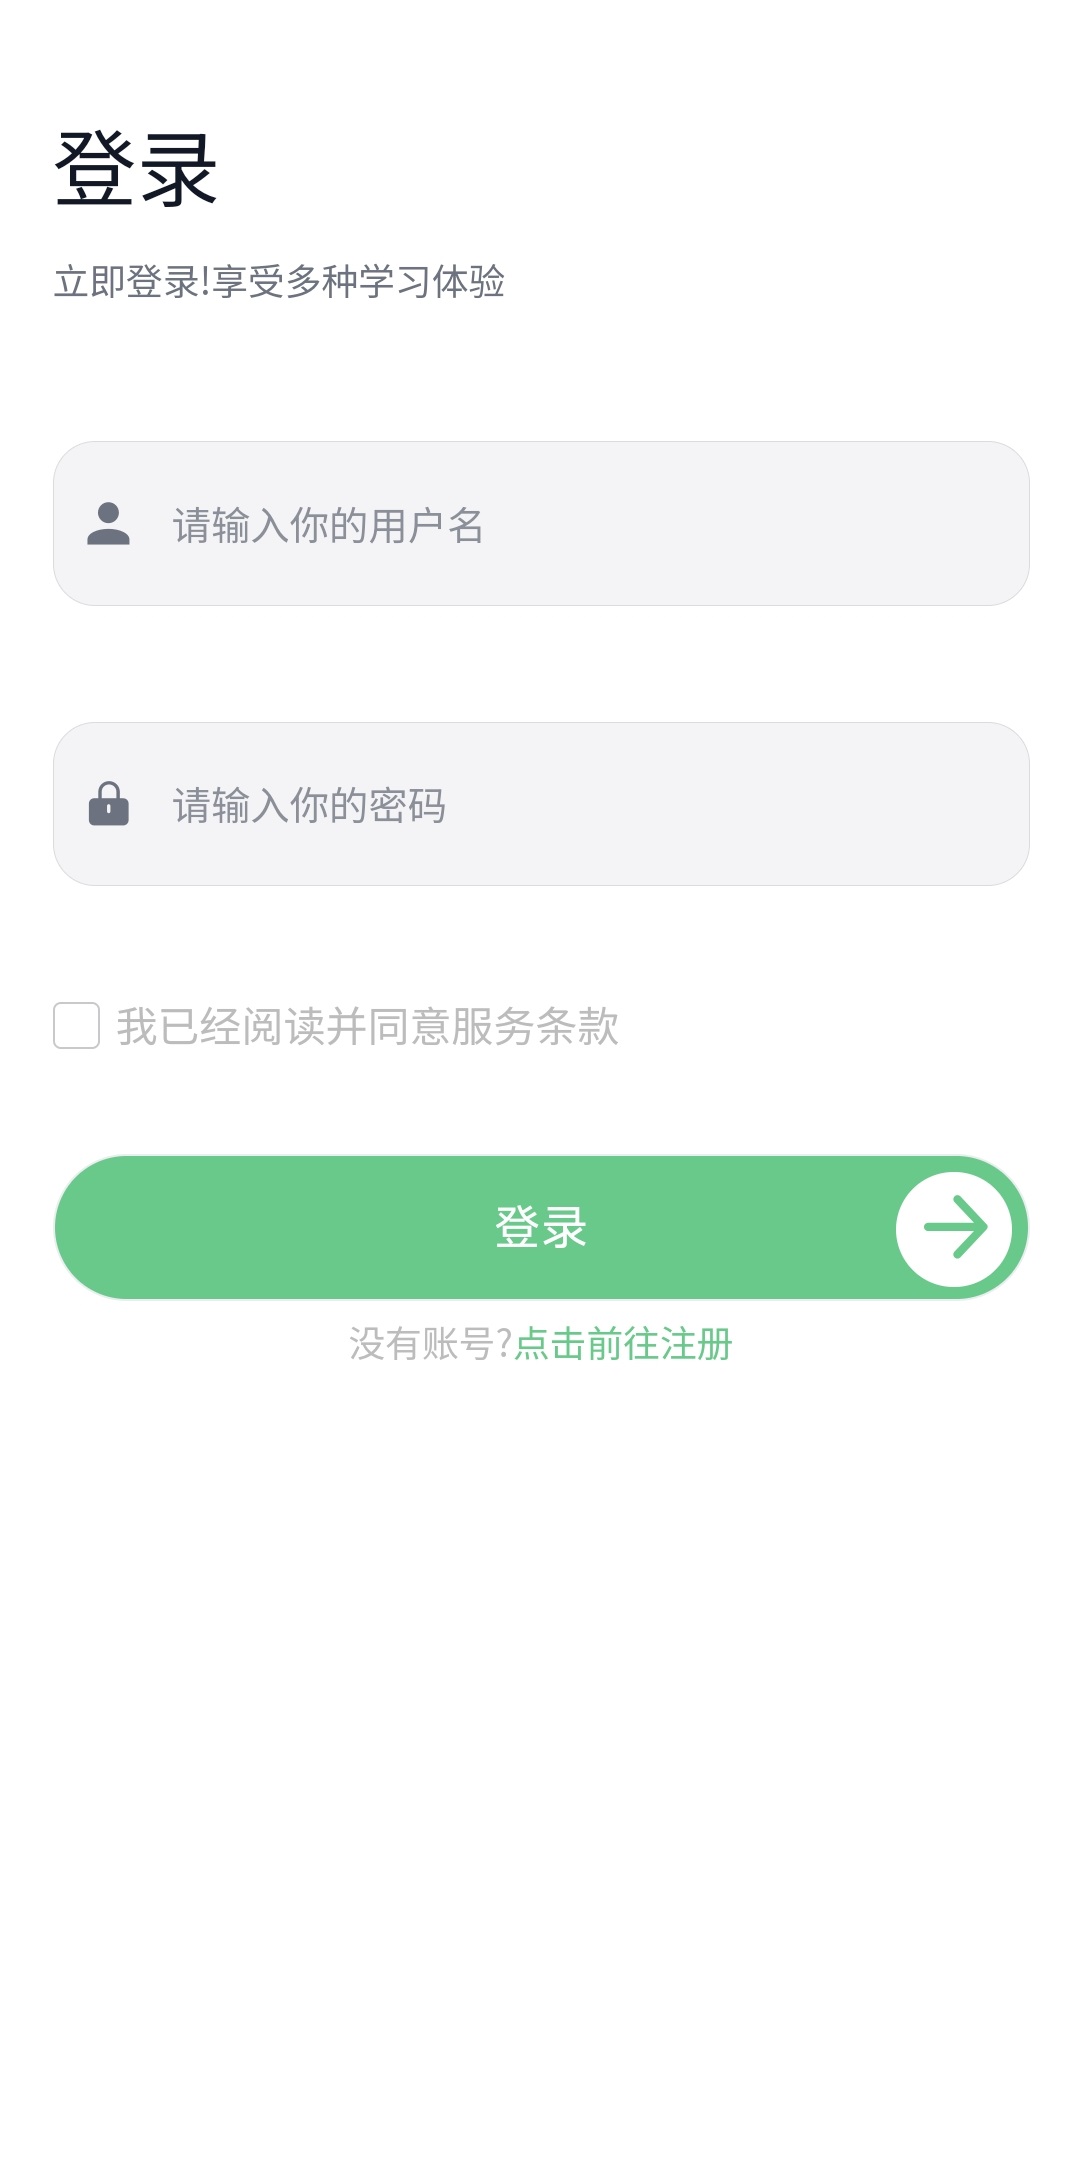 登录
立即登录!享受多种学习体验
请输入你的用户名
请输入你的密码
我已经阅读并同意服务条款
登录
没有账号?点击前往注册